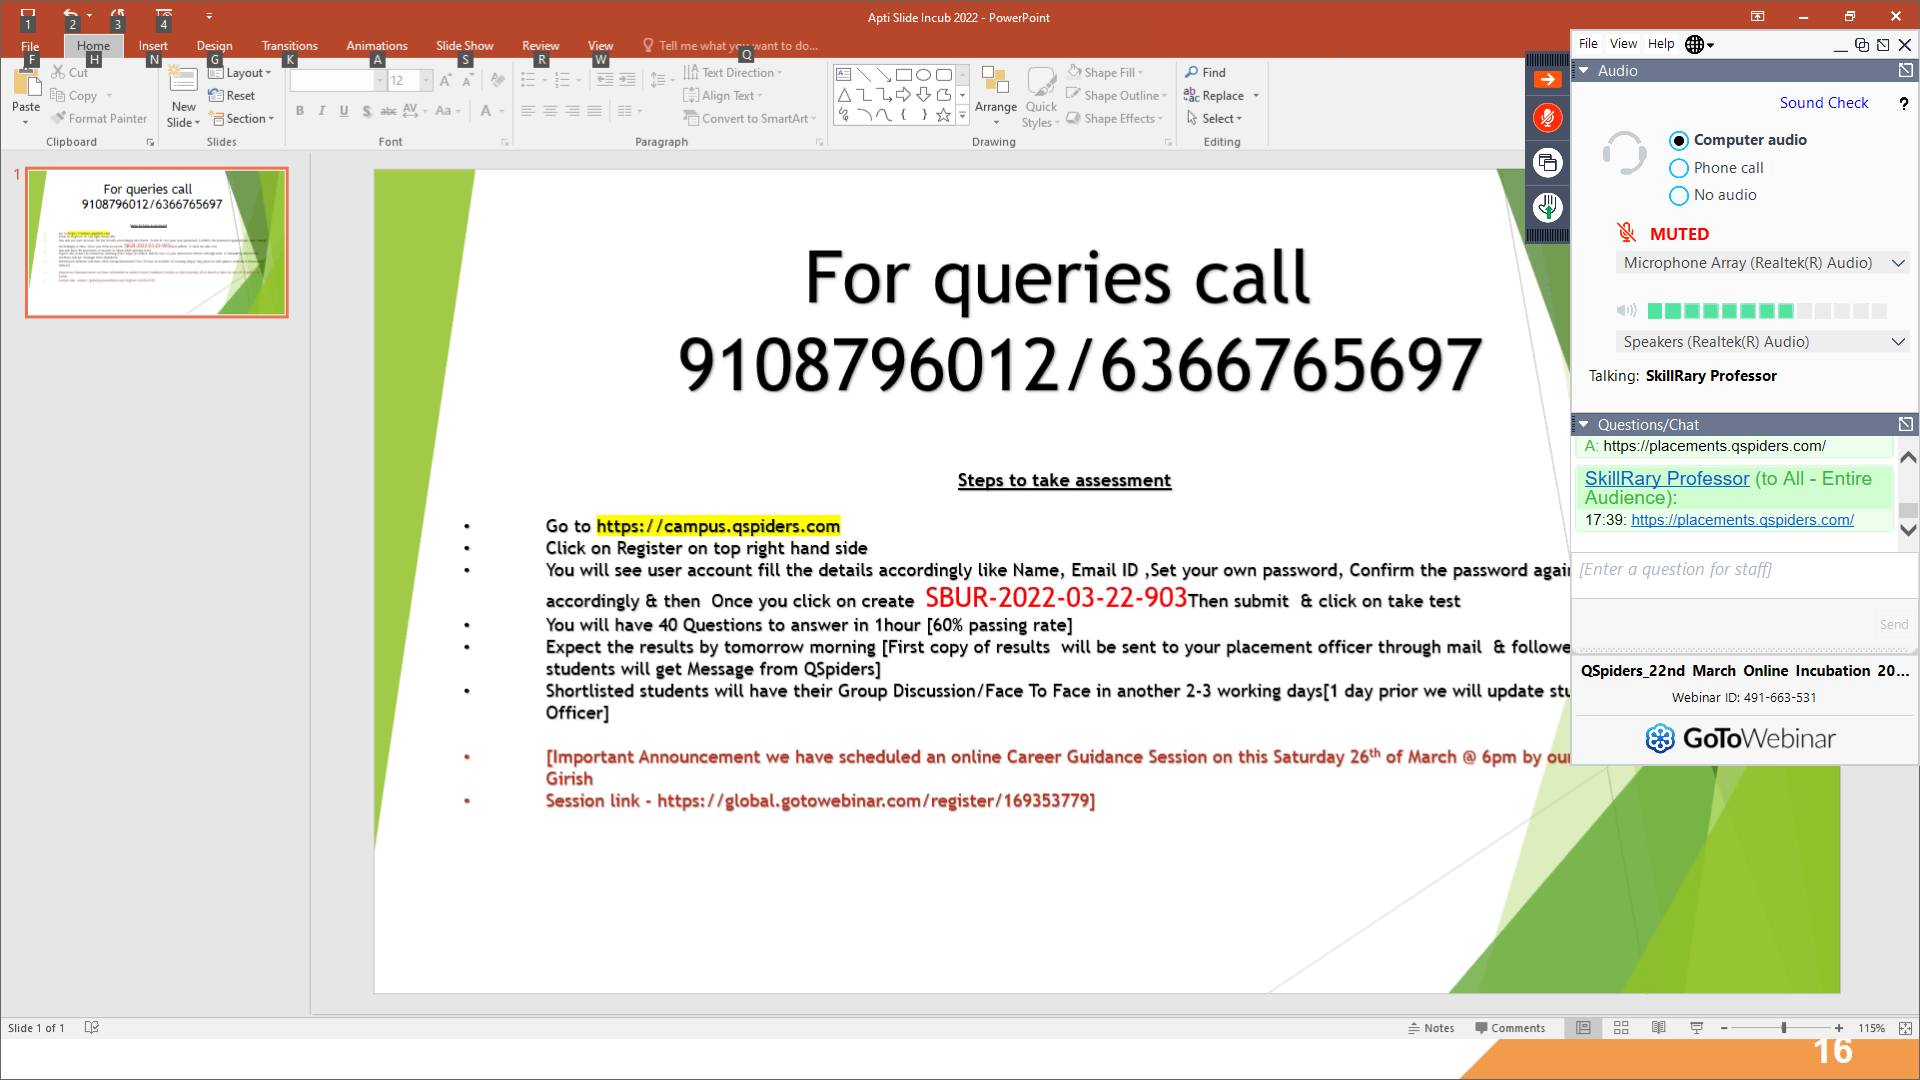 Apti Slide Incub 2022 - PowerPoint
1 2 3 4
File Home Insert Design Transitions Animations Slide Show Review View Tell me what you want to do...
F H N G K A S R W Q
Paste
Cut
Copy
Format Painter
Clipboard
New
Slide
Layout
Reset
Section
Slides
12
B I U S abc AV Aa A
Font
Text Direction
Align Text
Convert to SmartArt
Paragraph
Arrange
Quick
Styles
Shape Fill
Shape Outline
Shape Effects
Drawing
Find
Replace
Select
Editing
1
For queries call
9108796012/6366765697
For queries call
9108796012/6366765697
Steps to take assessment
• Go to https://campus.qspiders.com
• Click on Register on top right hand side
• You will see user account fill the details accordingly like Name, Email ID ,Set your own password, Confirm the password again
accordingly & then Once you click on create SBUR-2022-03-22-903Then submit & click on take test
• You will have 40 Questions to answer in 1hour [60% passing rate]
• Expect the results by tomorrow morning [First copy of results will be sent to your placement officer through mail & followe
students will get Message from QSpiders]
• Shortlisted students will have their Group Discussion/Face To Face in another 2-3 working days[1 day prior we will update stu
Officer]
• [Important Announcement we have scheduled an online Career Guidance Session on this Saturday 26th of March @ 6pm by our
Girish
• Session link - https://global.gotowebinar.com/register/169353779]
File View Help
Audio
Sound Check ?
Computer audio
Phone call
No audio
MUTED
Microphone Array (Realtek(R) Audio)
Speakers (Realtek(R) Audio)
Talking: SkillRary Professor
Questions/Chat
A: https://placements.qspiders.com/
SkillRary Professor (to All - Entire
Audience):
17:39: https://placements.qspiders.com/
[Enter a question for staff]
Send
QSpiders_22nd March Online Incubation 20...
Webinar ID: 491-663-531
GoToWebinar
Slide 1 of 1
Notes Comments 115%
16